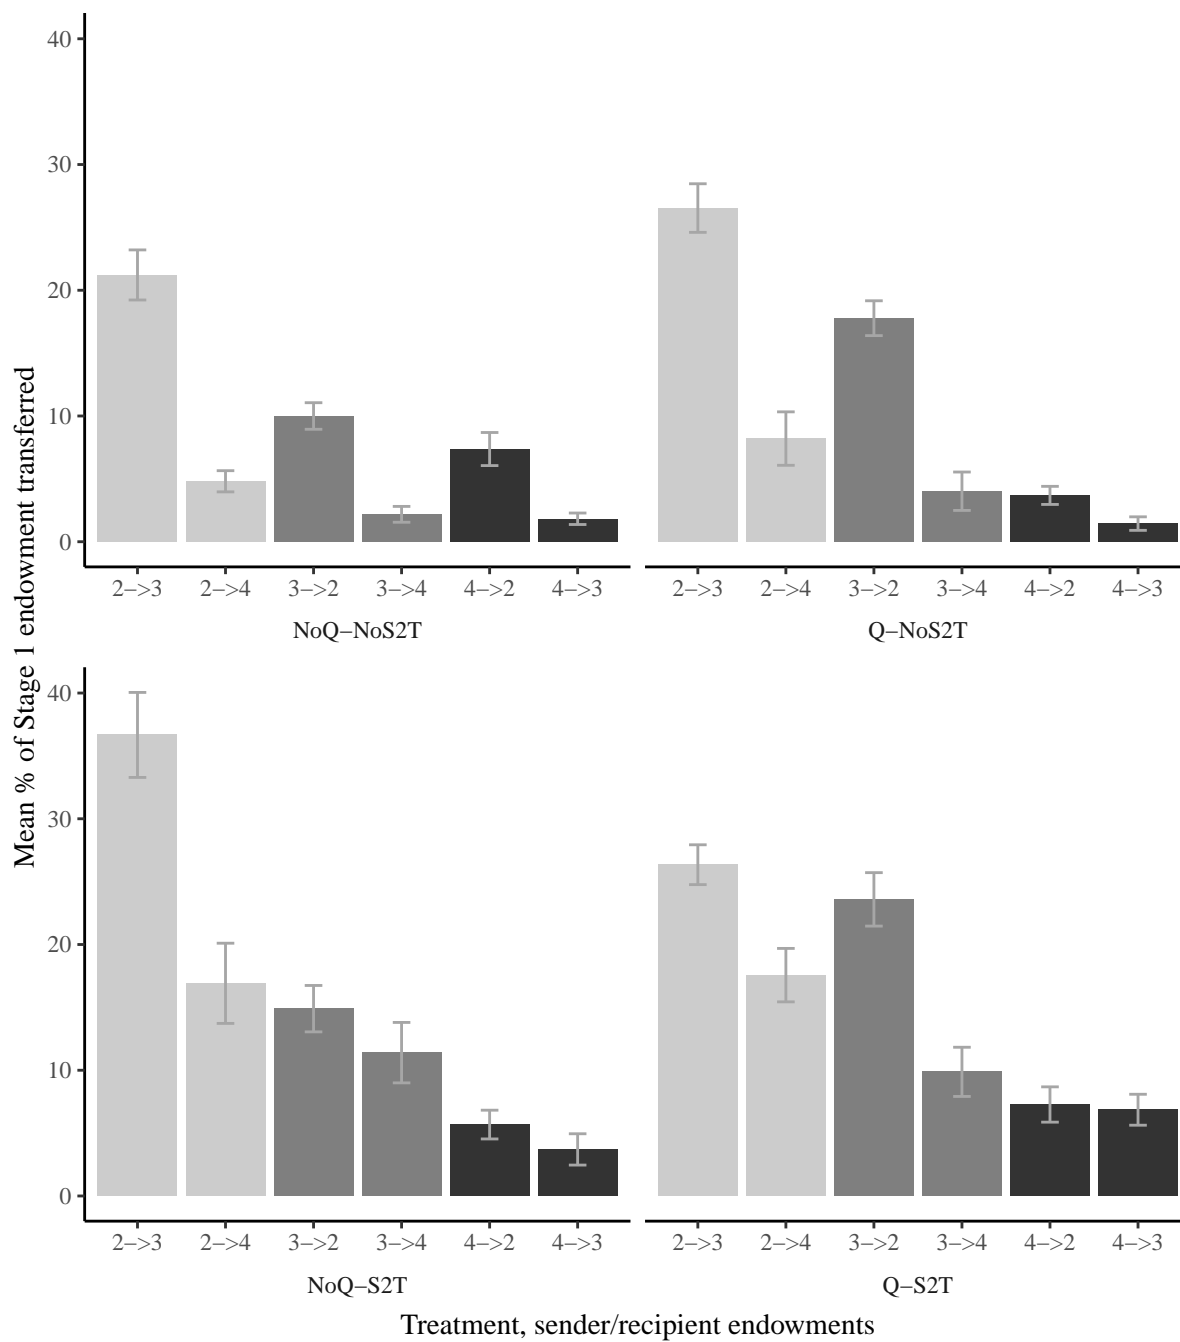 Mean % of Stage 1 endowment transferred
40
30
20
10
0
2−>3 2−>4 3−>2 3−>4 4−>2 4−>3
NoQ−NoS2T
2−>3 2−>4 3−>2 3−>4 4−>2 4−>3
Q−NoS2T
40
30
20
10
0
2−>3 2−>4 3−>2 3−>4 4−>2 4−>3
NoQ−S2T
2−>3 2−>4 3−>2 3−>4 4−>2 4−>3
Q−S2T
Treatment, sender/recipient endowments